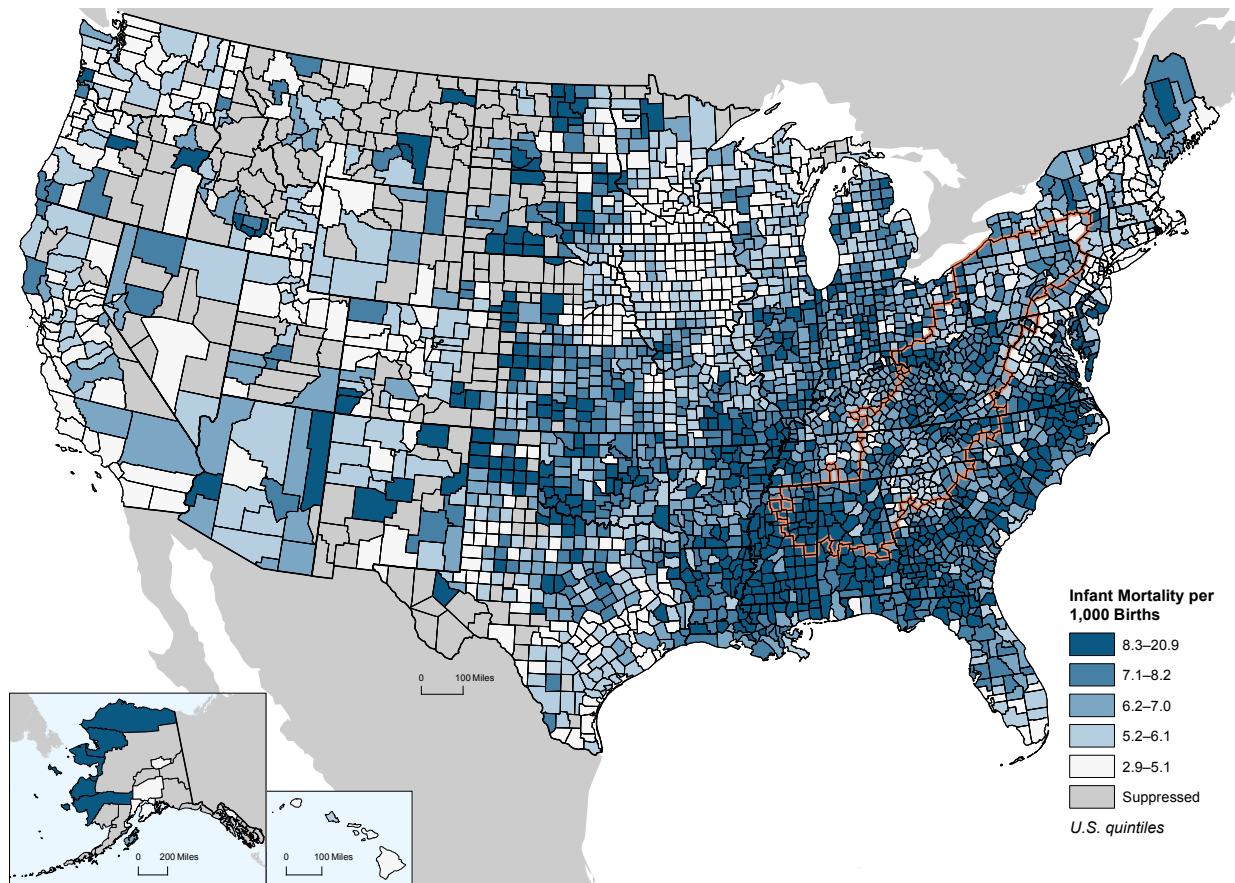 0 100 Miles
Infant Mortality per
1,000 Births
8.3–20.9
7.1–8.2
6.2–7.0
5.2–6.1
2.9–5.1
Suppressed
U.S. quintiles
0 200 Miles
0 100 Miles